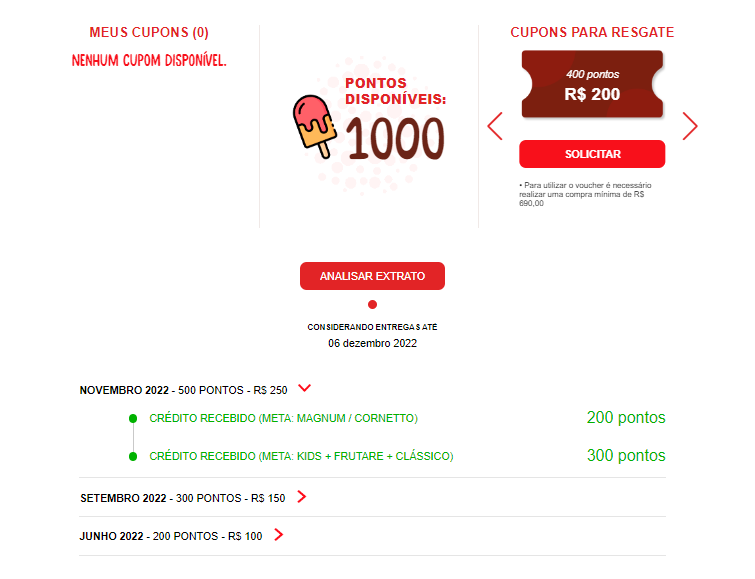 MEUS CUPONS (0)
NENHUM CUPOM DISPONÍVEL.
PONTOS
DISPONÍVEIS:
1000
CUPONS PARA RESGATE
400 pontos
R$ 200
SOLICITAR
• Para utilizar o voucher é necessário
realizar uma compra mínima de R$
690,00
ANALISAR EXTRATO
CONSIDERANDO ENTREGAS ATÉ
06 dezembro 2022
NOVEMBRO 2022 - 500 PONTOS - R$ 250
CRÉDITO RECEBIDO (META: MAGNUM / CORNETTO) 200 pontos
CRÉDITO RECEBIDO (META: KIDS + FRUTARE + CLÁSSICO) 300 pontos
SETEMBRO 2022 - 300 PONTOS - R$ 150
JUNHO 2022 - 200 PONTOS - R$ 100